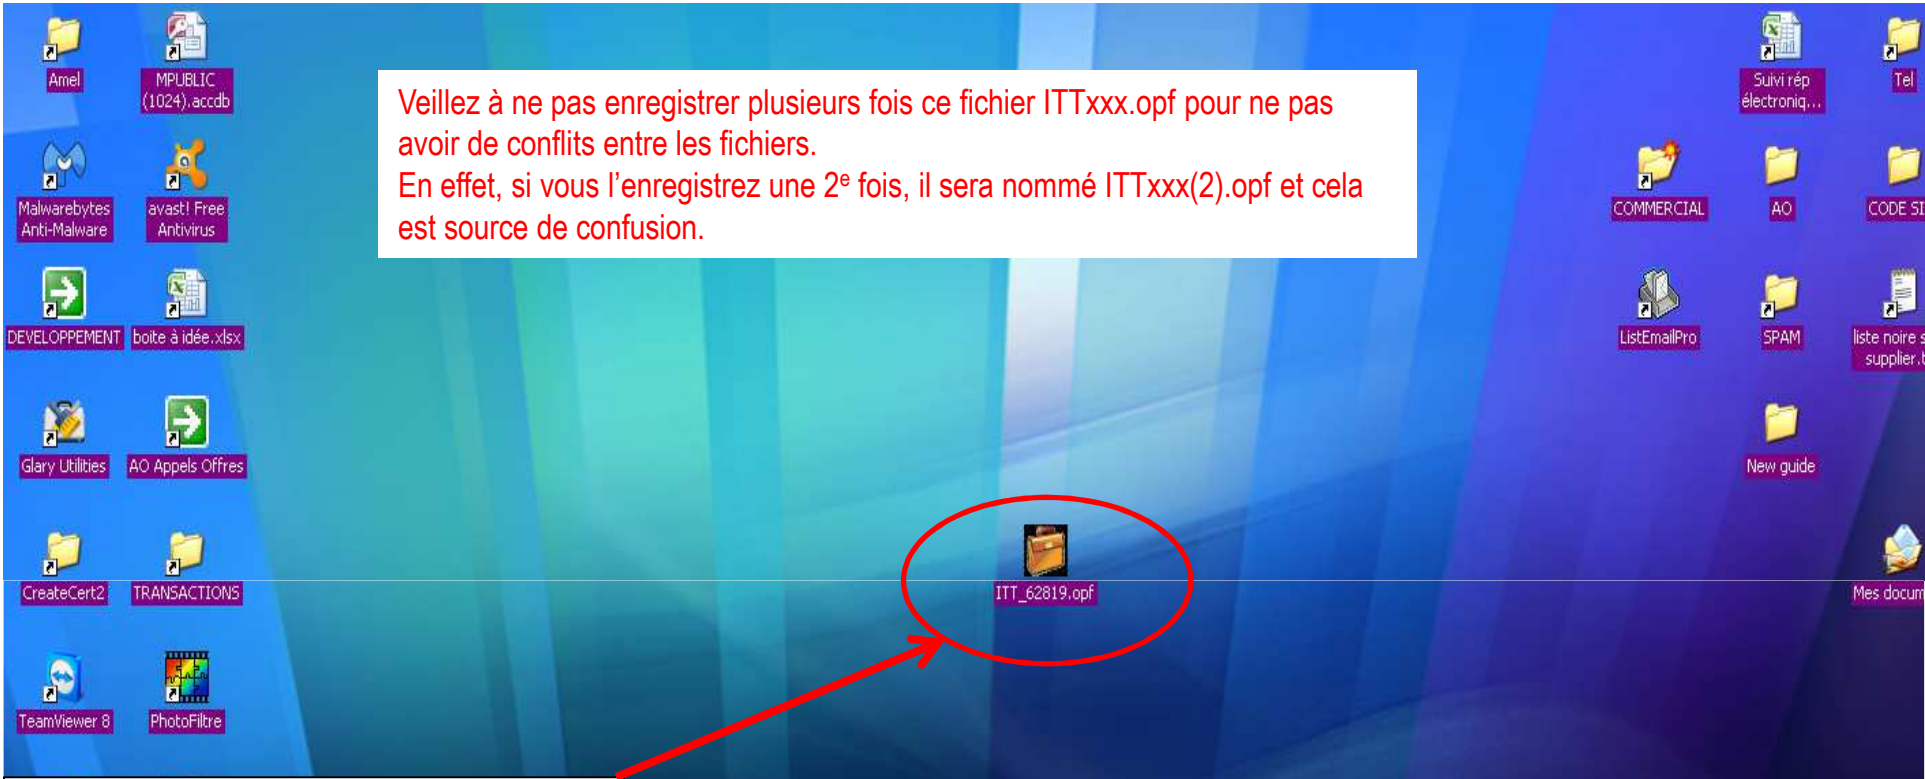 Amel
MPUBLIC
(1024).accdb
Veillez à ne pas enregistrer plusieurs fois ce fichier ITTxxx.opf pour ne pas
avoir de conflits entre les fichiers.
En effet, si vous l’enregistrez une 2e fois, il sera nommé ITTxxx(2).opf et cela
est source de confusion.
Suivi rép
électroniq...
Tel
Malwarebytes
Anti-Malware
avast! Free
Antivirus
COMMERCIAL
AO
CODE SI
DEVELOPPEMENT
boite à idée.xlsx
ListEmailPro
SPAM
liste noire s
supplier.t
Glary Utilities
AO Appels Offres
New guide
CreateCert2
TRANSACTIONS
ITT_62819.opf
Mes docum
TeamViewer 8
PhotoFiltre